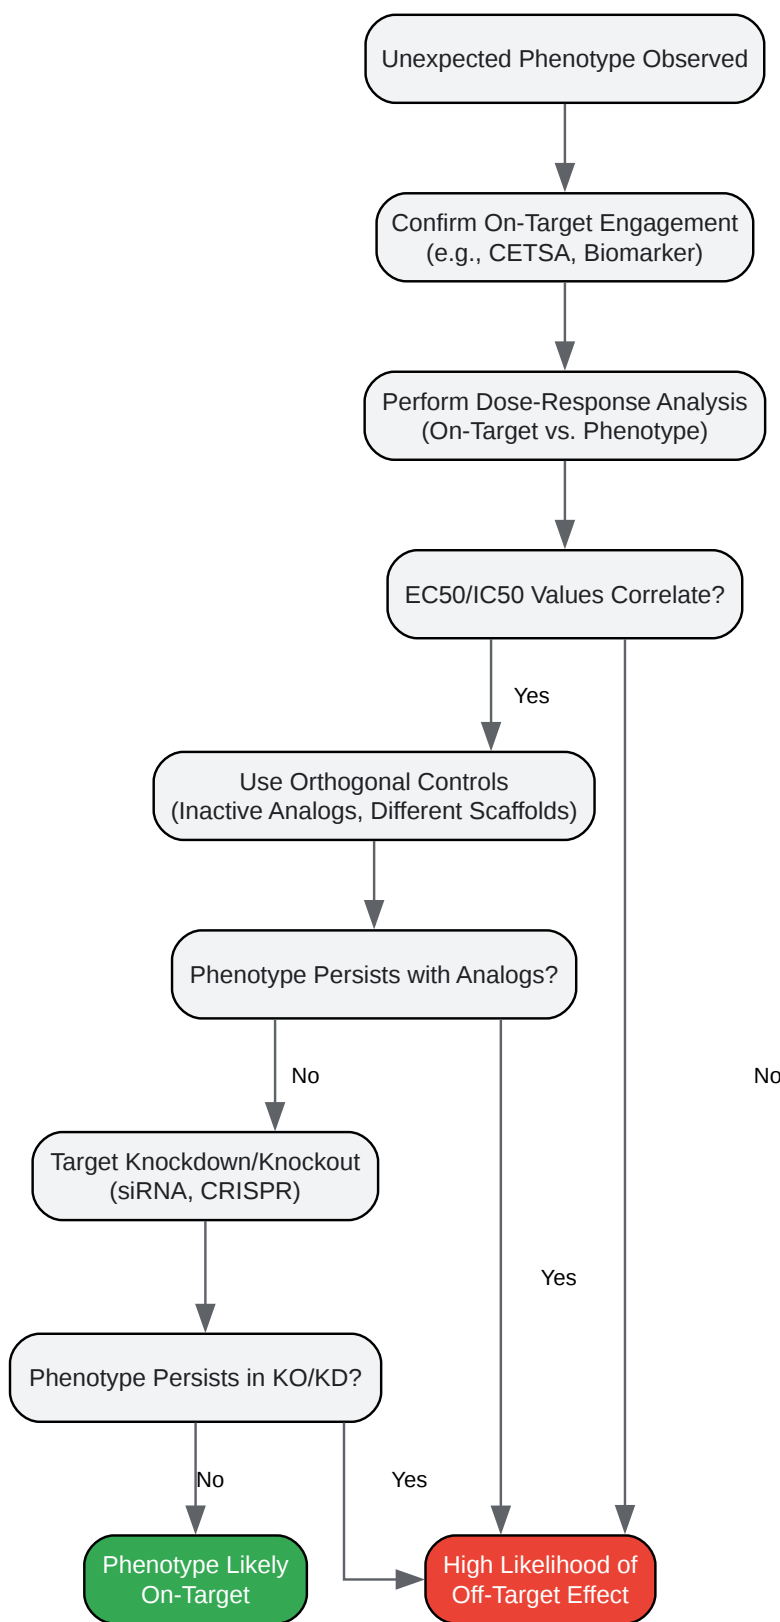 Unexpected Phenotype Observed
Confirm On-Target Engagement
(e.g., CETSA, Biomarker)
Perform Dose-Response Analysis
(On-Target vs. Phenotype)
EC50/IC50 Values Correlate?
Yes
Use Orthogonal Controls
(Inactive Analogs, Different Scaffolds)
Phenotype Persists with Analogs?
No
No
Target Knockdown/Knockout
(siRNA, CRISPR)
Yes
Phenotype Persists in KO/KD?
No
Yes
Phenotype Likely
On-Target
High Likelihood of
Off-Target Effect